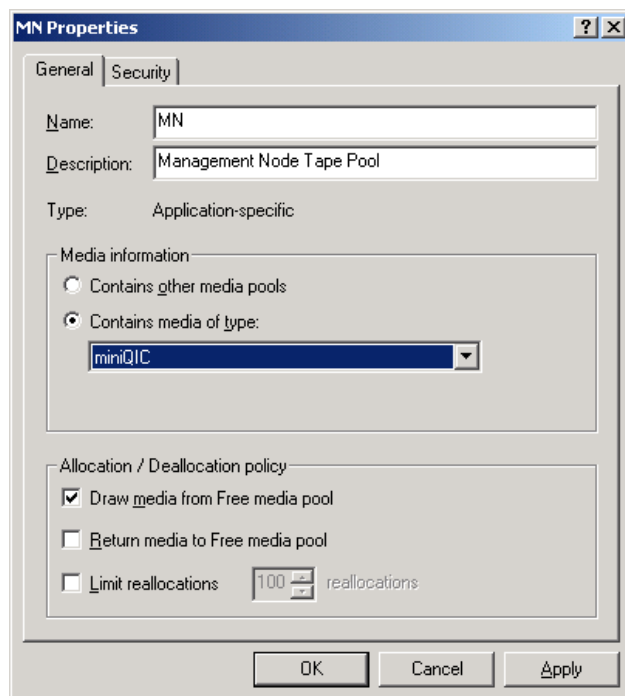 MN Properties
General Security
Name: MN
Description: Management Node Tape Pool
Type: Application-specific
Media information
Contains other media pools
Contains media of type:
miniQIC
Allocation / Deallocation policy
Draw media from Free media pool
Return media to Free media pool
Limit reallocations 100 reallocations
OK Cancel Apply